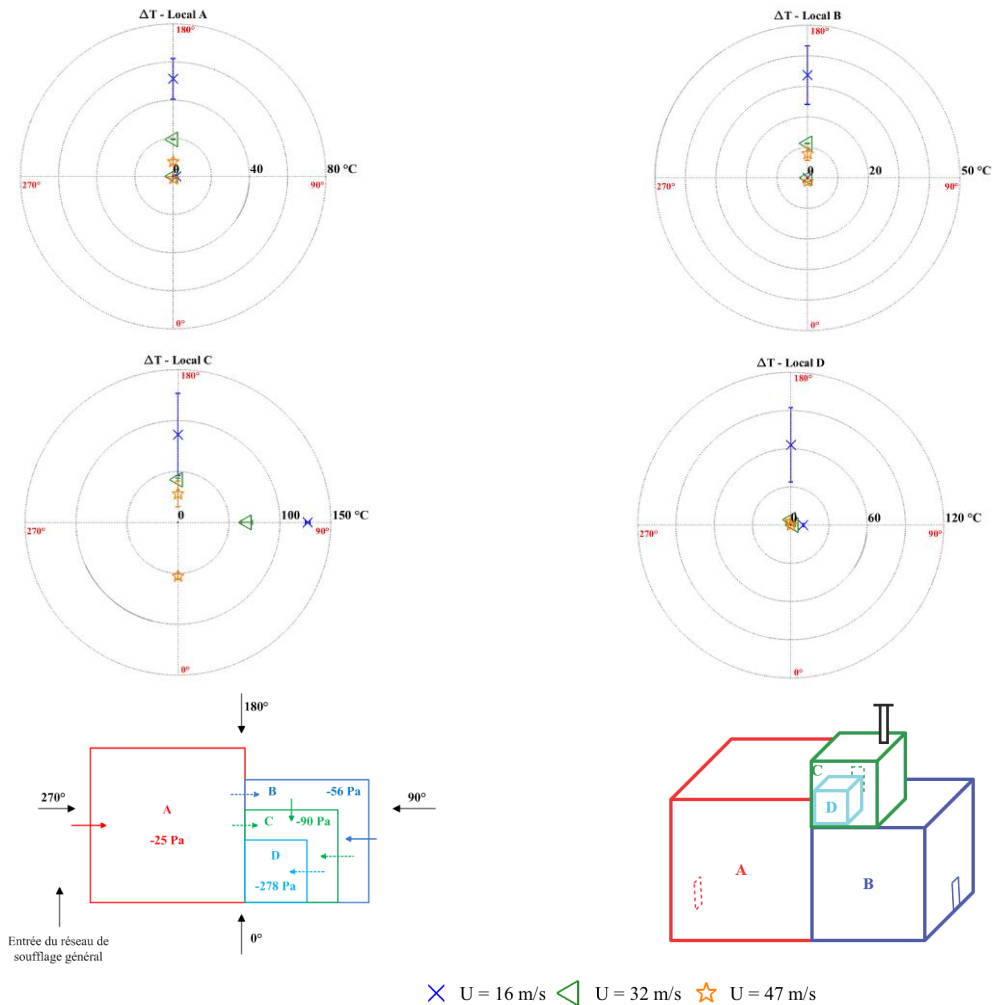 ΔT - Local A
180°
0
40
80 °C
270°
90°
0°
ΔT - Local B
180°
0
20
50 °C
270°
90°
0°
ΔT - Local C
180°
0
100
150 °C
270°
90°
0°
ΔT - Local D
180°
0
60
120 °C
270°
90°
0°
180°
270°
90°
A
-25 Pa
B
-56 Pa
C
-90 Pa
D
-278 Pa
0°
Entrée du réseau de
soufflage général
C
D
A
B
U = 16 m/s
U = 32 m/s
U = 47 m/s